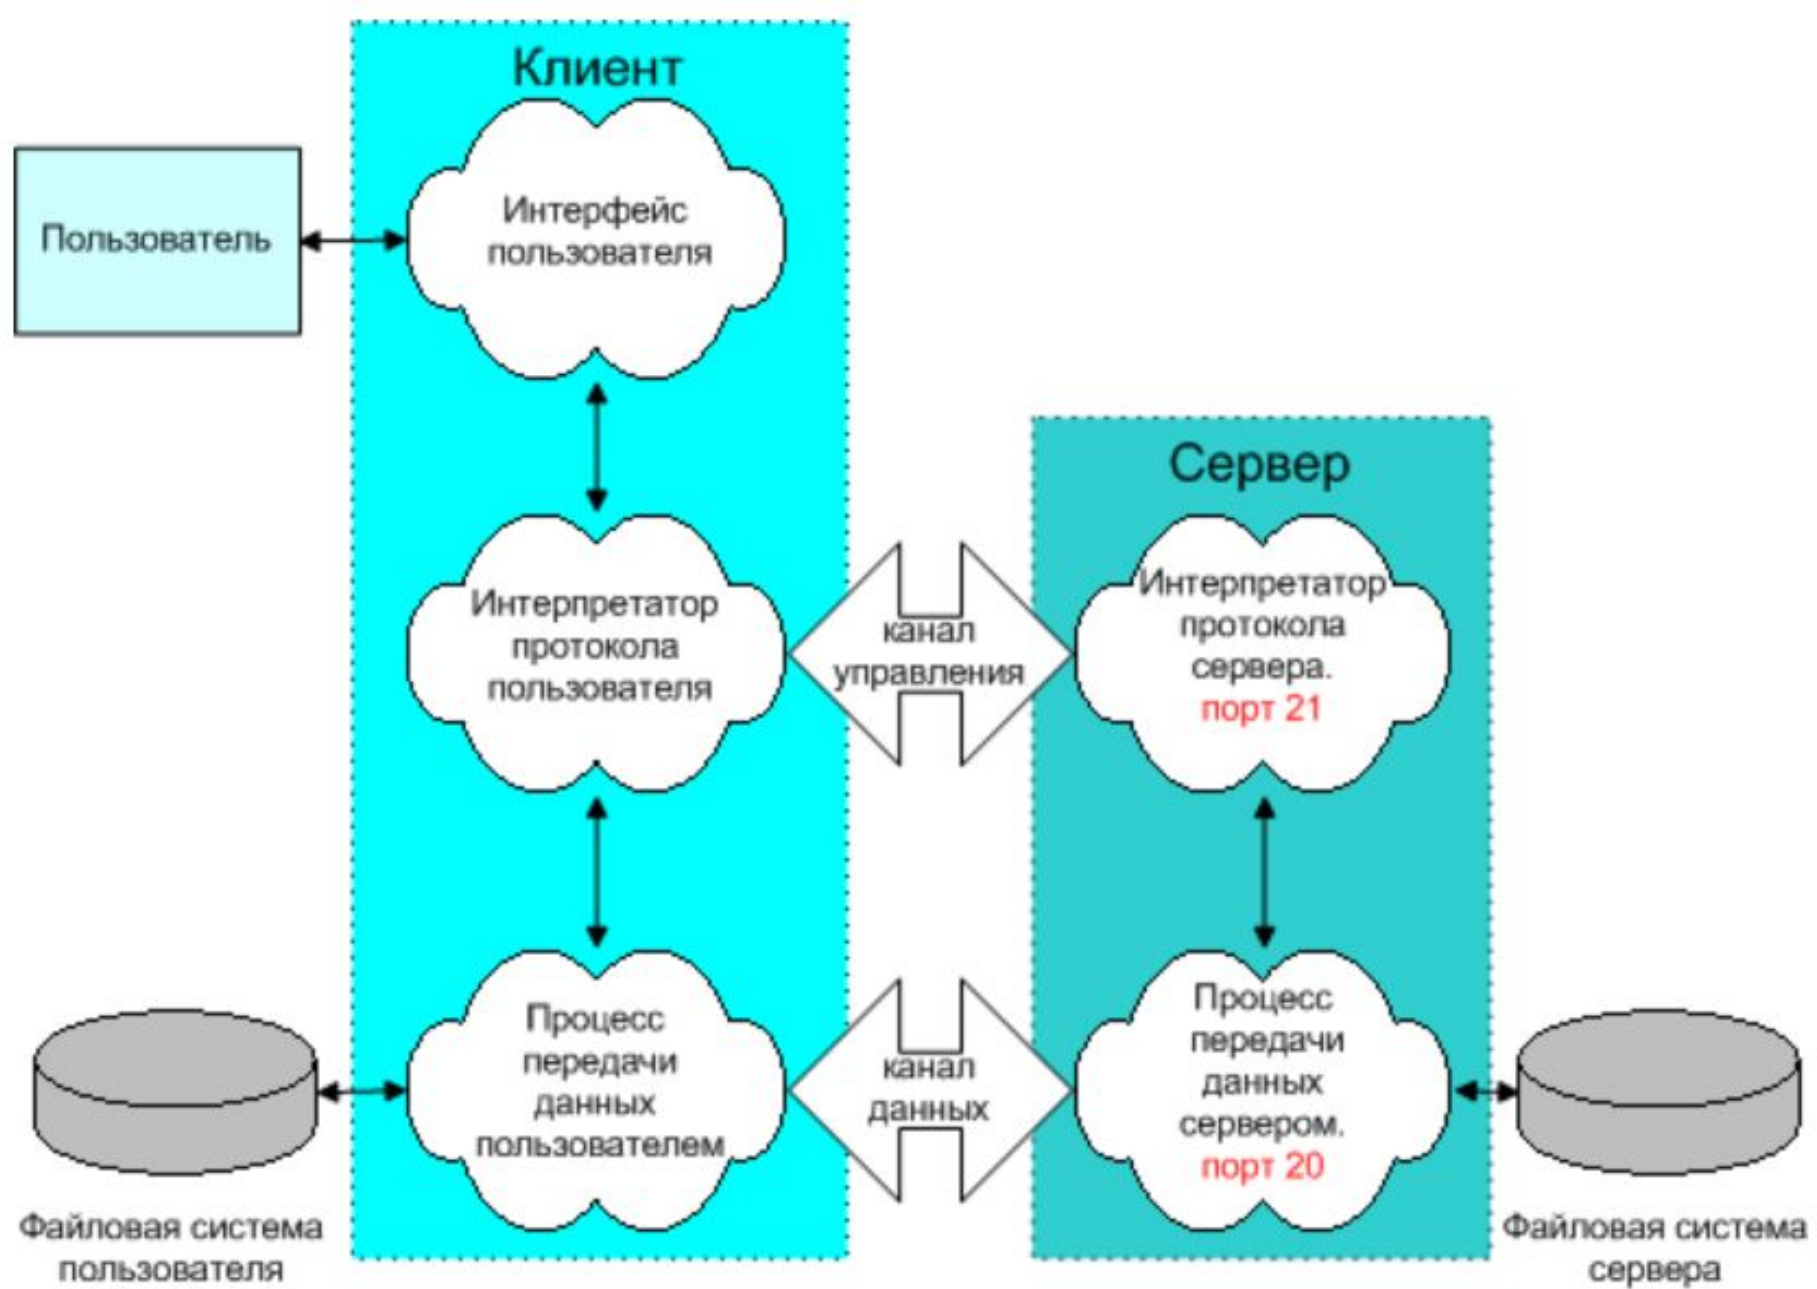 Клиент
Пользователь
Интерфейс
пользователя
Сервер
Интерпретатор
протокола
пользователя
канал
управления
Интерпретатор
протокола
сервера.
порт 21
Процесс
передачи
данных
пользователем
канал
данных
Процесс
передачи
данных
сервером.
порт 20
Файловая система
пользователя
Файловая система
сервера